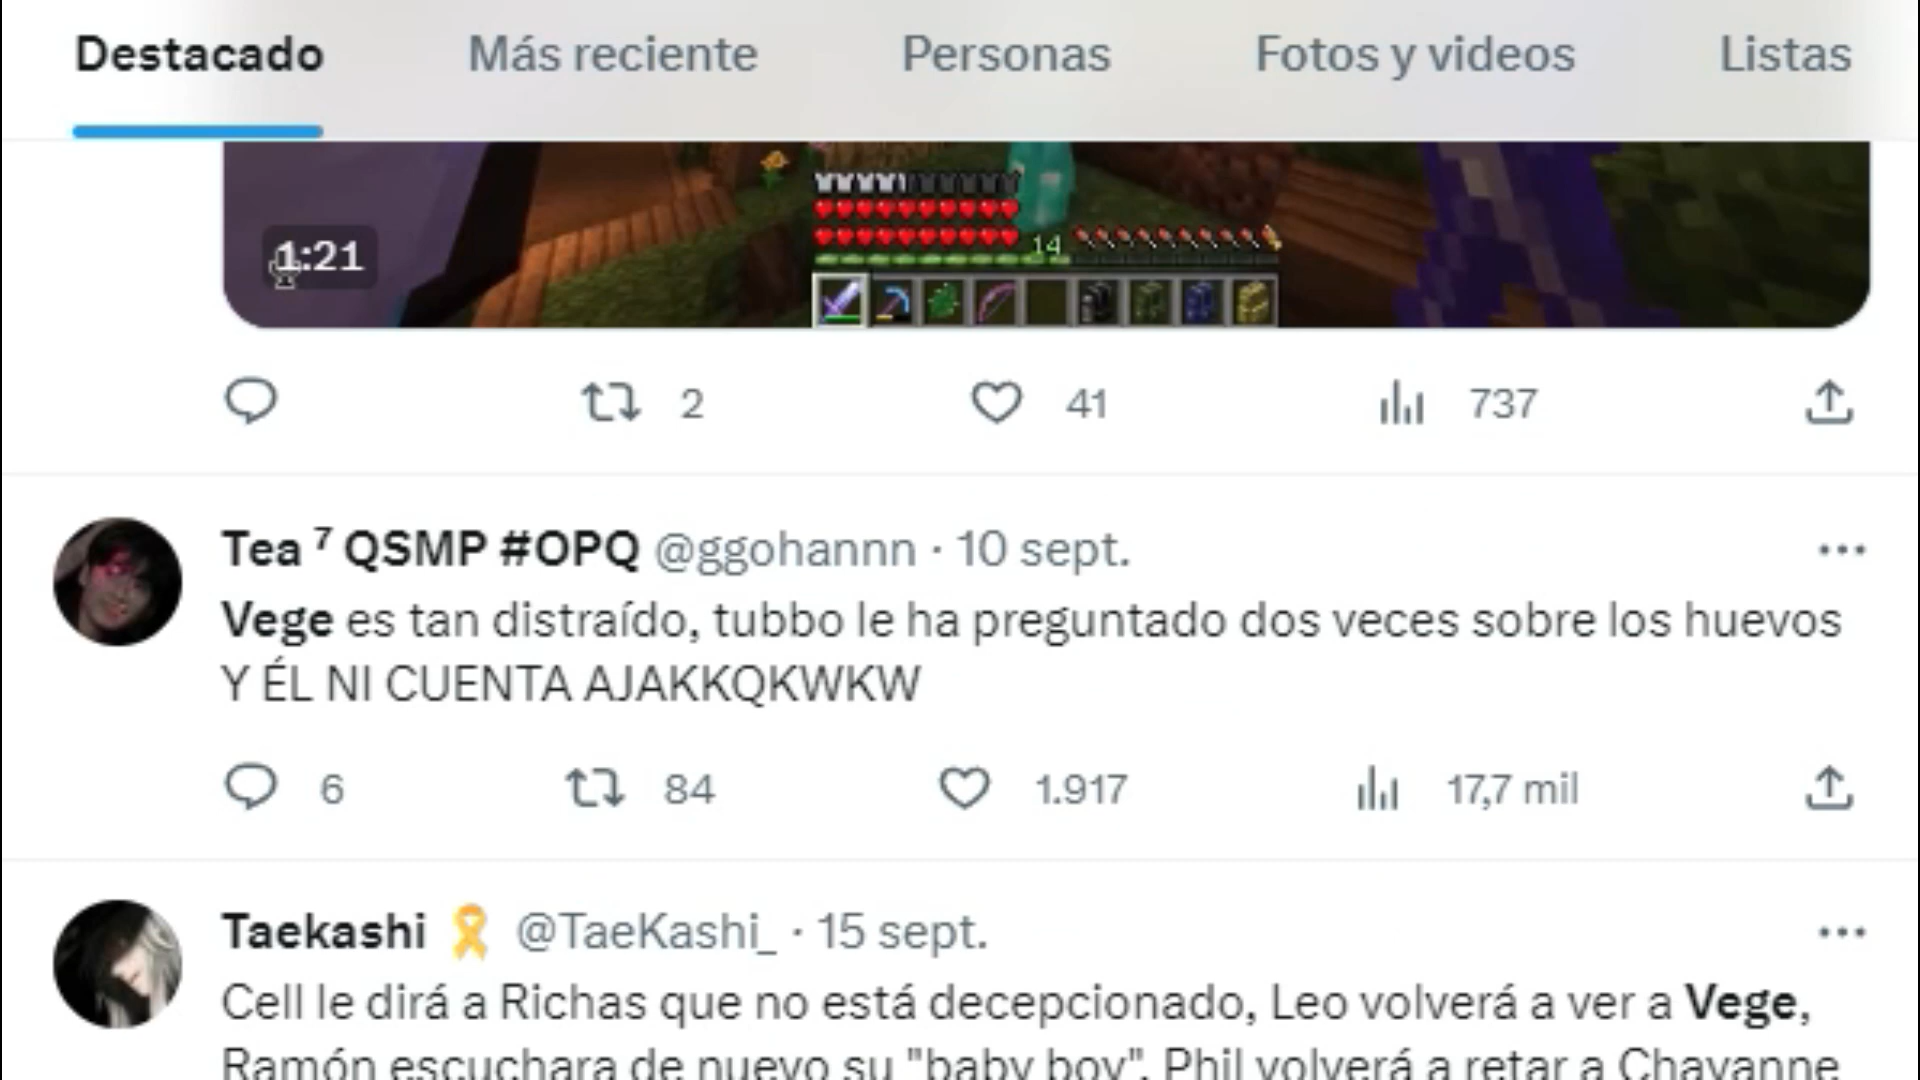 Destacado Más reciente Personas Fotos y videos Listas
1:21
14
2 41 737
Tea ⁷ QSMP #OPQ @ggohannn · 10 sept.
Vege es tan distraído, tubbo le ha preguntado dos veces sobre los huevos
Y ÉL NI CUENTA AJAKKQKWKW
6 84 1.917 17,7 mil
Taekashi 🎗 @TaeKashi_ · 15 sept.
Cell le dirá a Richas que no está decepcionado, Leo volverá a ver a Vege,
Ramón escuchara de nuevo su "baby boy". Phil volverá a retar a Chayanne